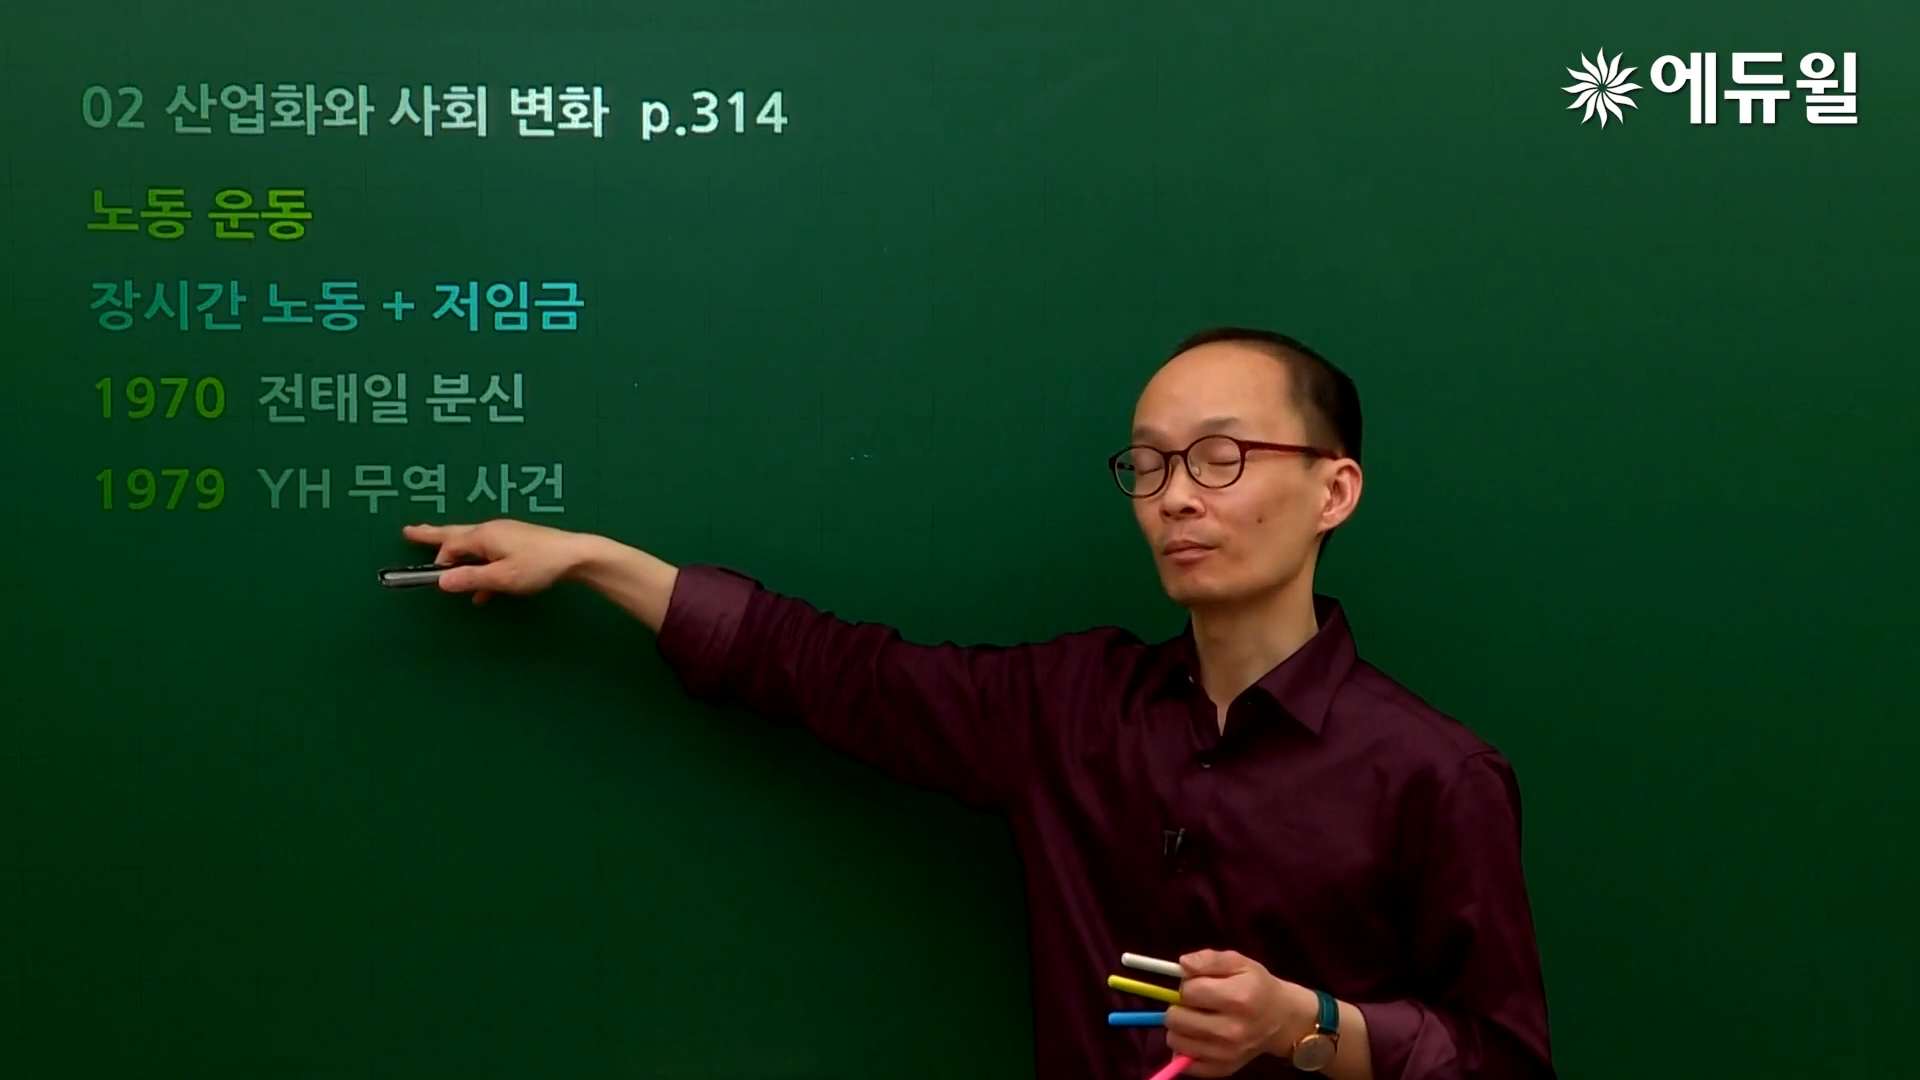 02 산업화와 사회 변화 p.314
에듀윌
노동 운동
장시간 노동 + 저임금
1970 전태일 분신
1979 YH 무역 사건